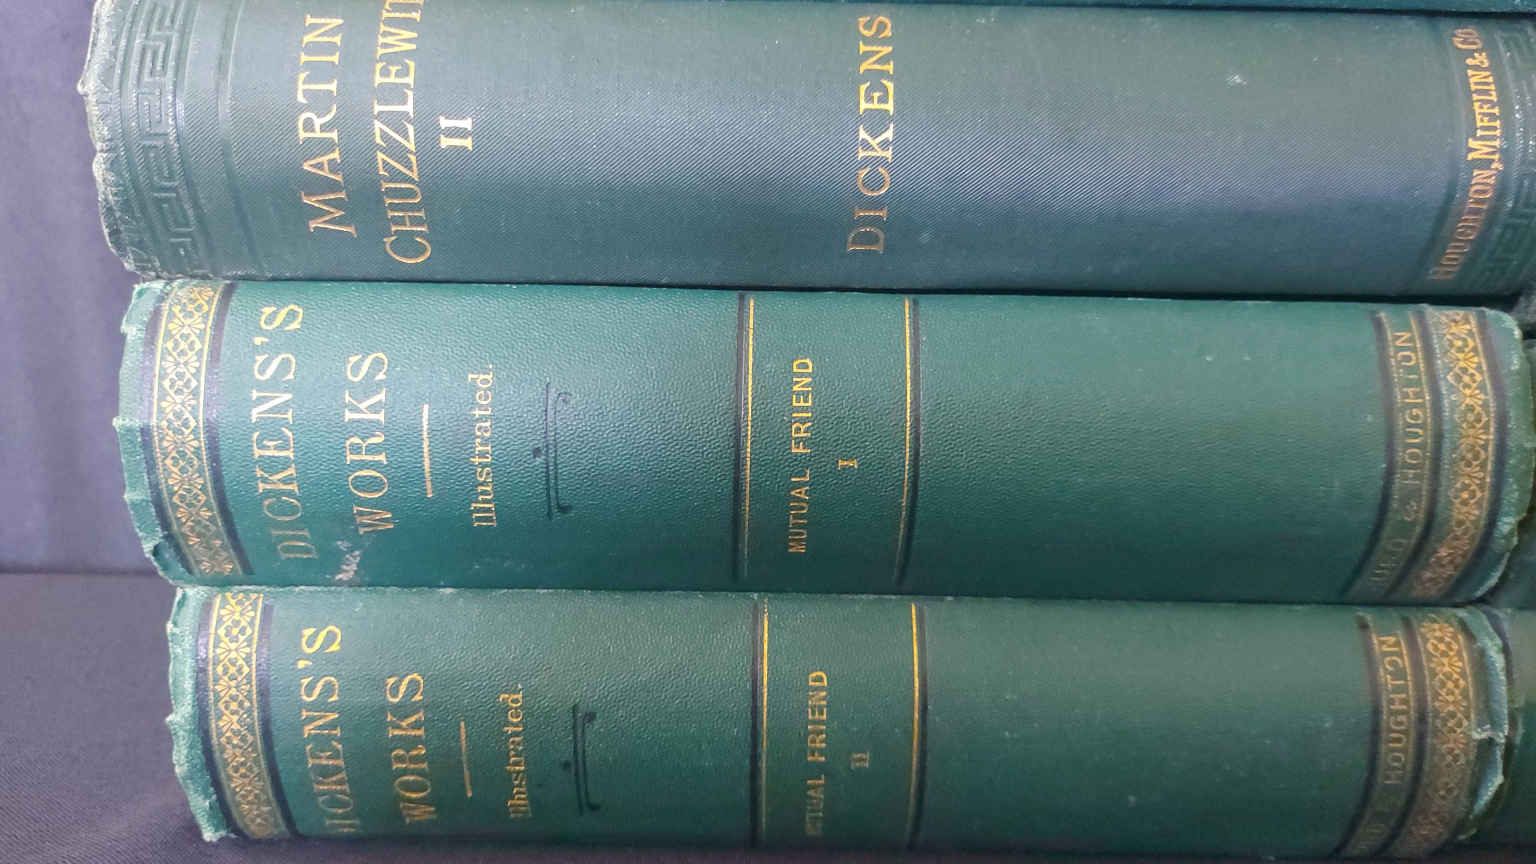 MARTIN
CHUZZLEWIT
II
DICKENS
HOUGHTON, MIFFLIN & Co
DICKENS'S
WORKS
Illustrated.
MUTUAL FRIEND
I
& HOUGHTON
DICKENS'S
WORKS
Illustrated.
MUTUAL FRIEND
II
HOUGHTON